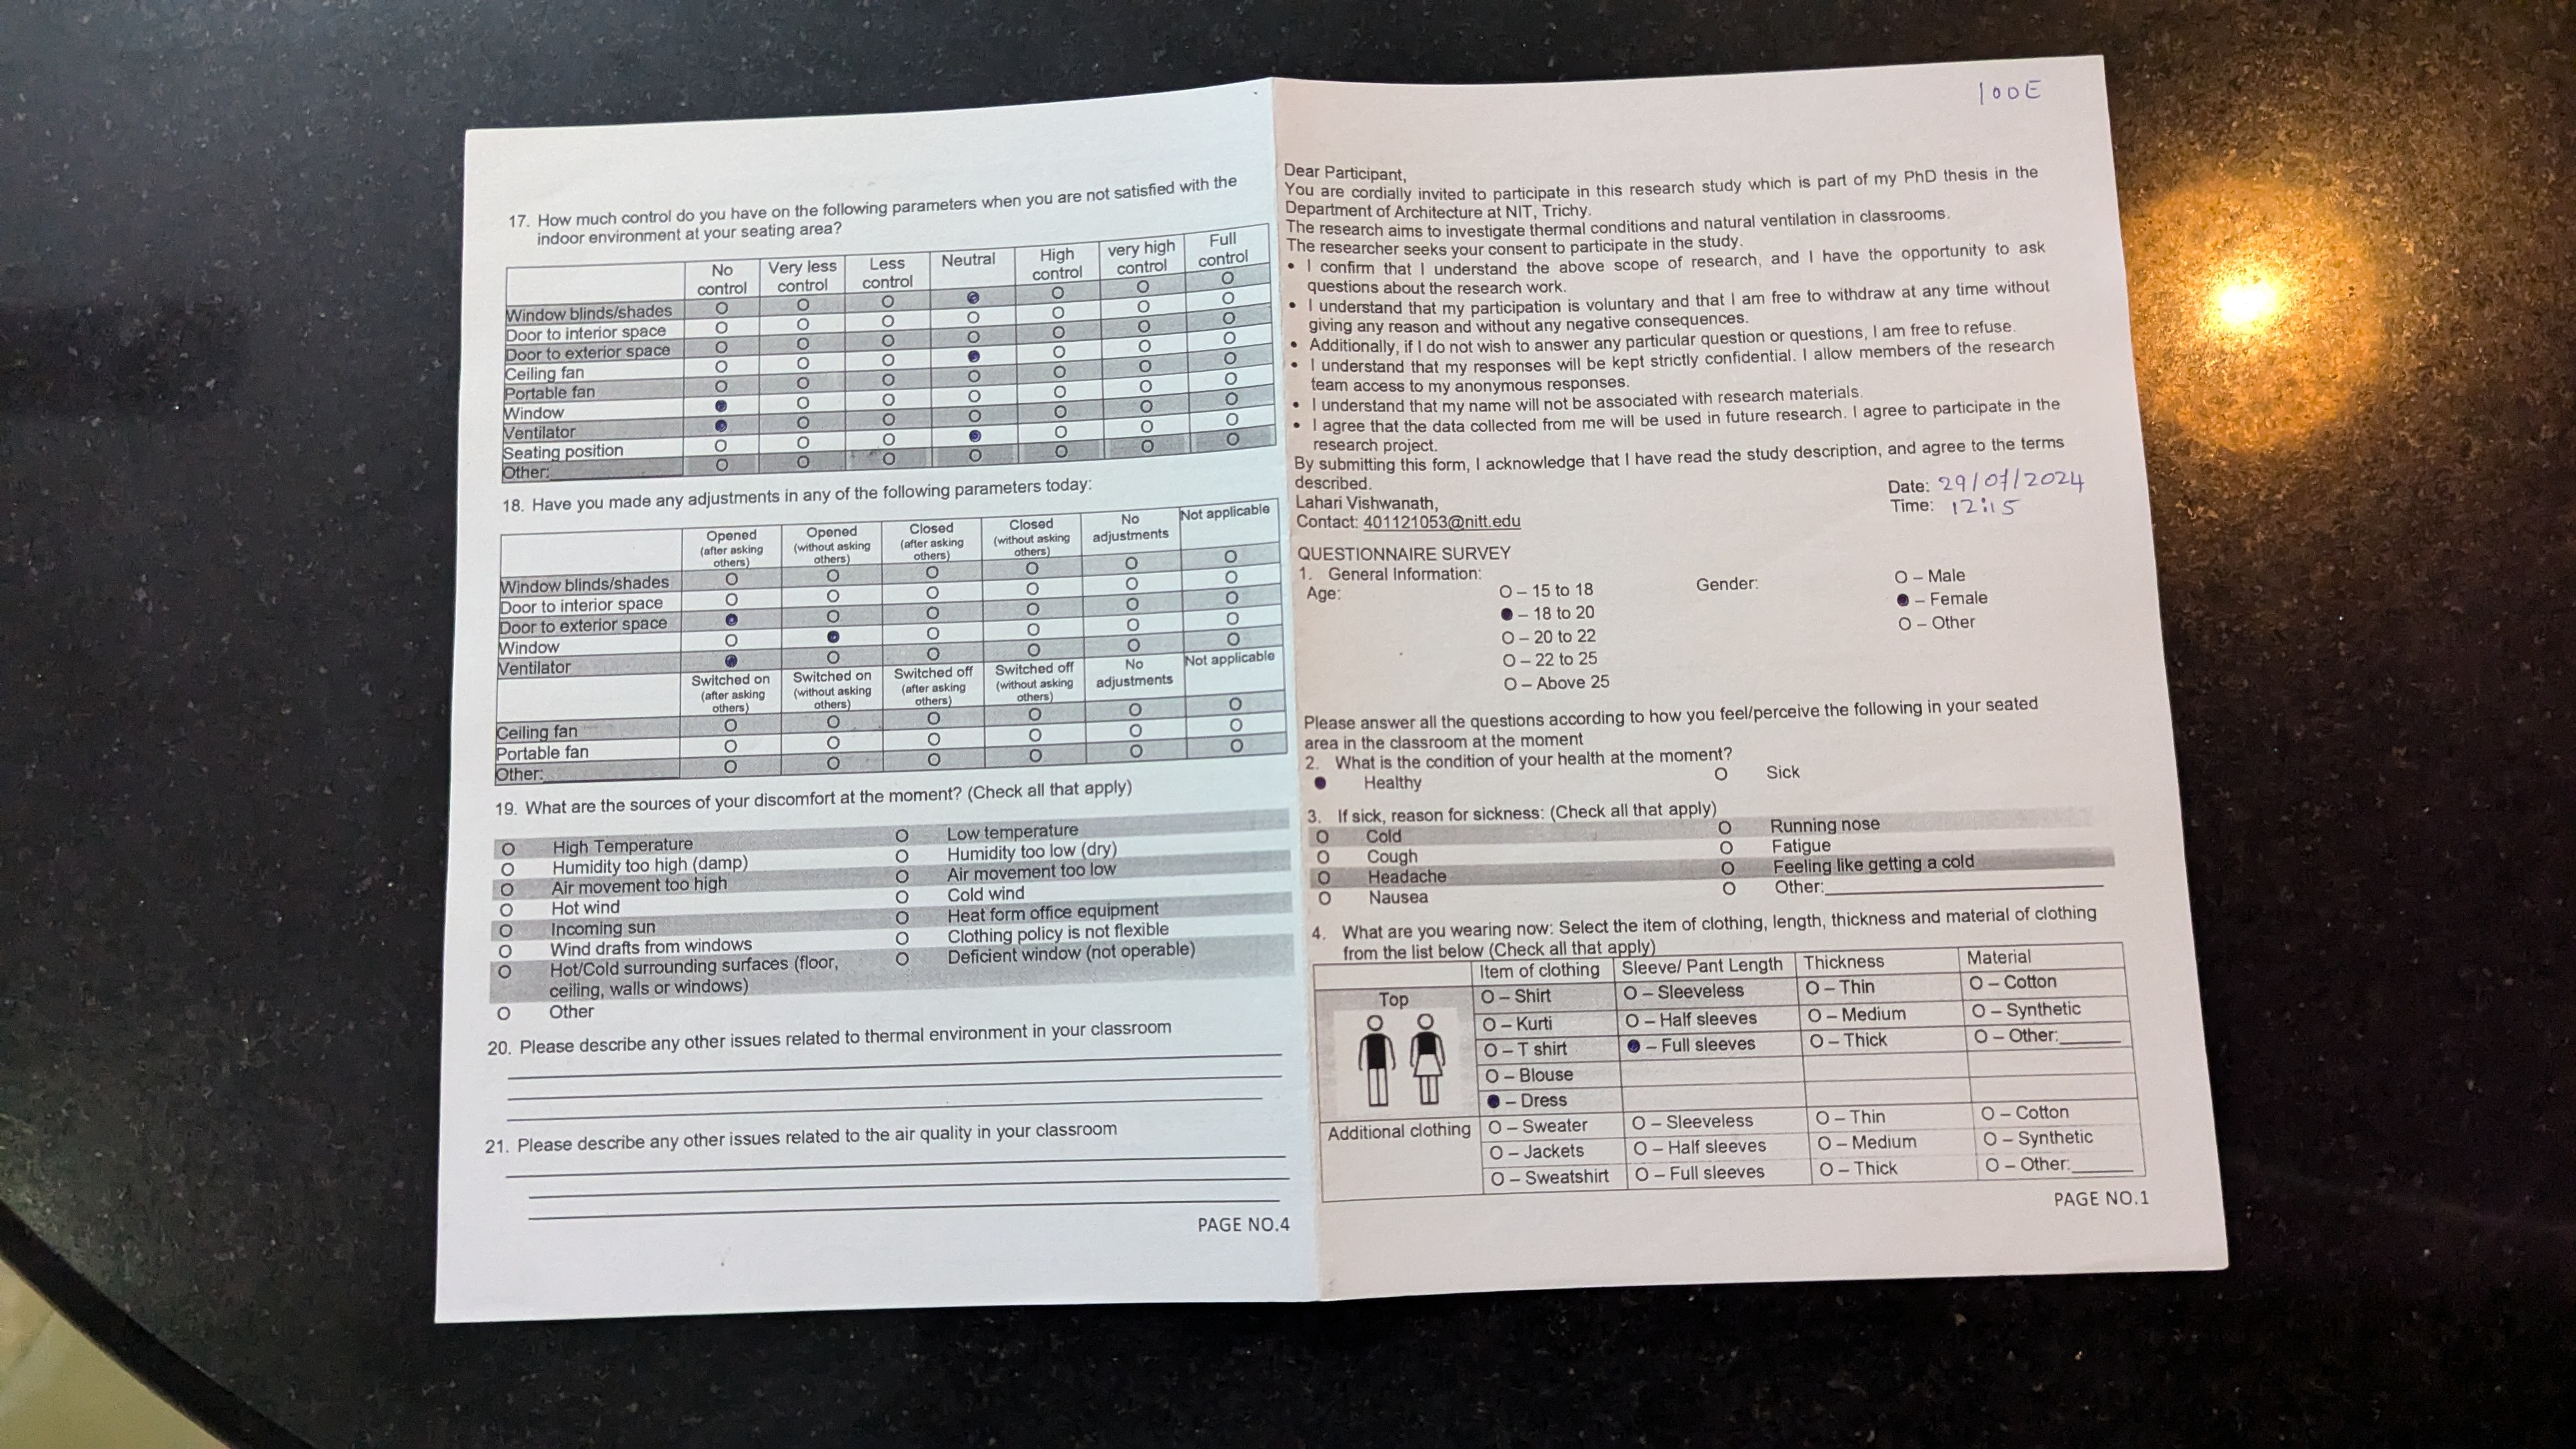 17. How much control do you have on the following parameters when you are not satisfied with the
indoor environment at your seating area?
No control Very less control Less control Neutral High control very high control Full control
Window blinds/shades O O O ● O O O
Door to interior space O O O O O O O
Door to exterior space O O O O O O O
Ceiling fan O O O ● O O O
Portable fan O O O O O O O
Window ● O O O O O O
Ventilator ● O O O O O O
Seating position O O O ● O O O
Other: O O O O O O O
18. Have you made any adjustments in any of the following parameters today:
Opened (after asking others) Opened (without asking others) Closed (after asking others) Closed (without asking others) No adjustments Not applicable
Window blinds/shades O O O O O O
Door to interior space O O O O O O
Door to exterior space ● O O O O O
Window O ● O O O O
Ventilator ● O O O O O
Switched on (after asking others) Switched on (without asking others) Switched off (after asking others) Switched off (without asking others) No adjustments Not applicable
Ceiling fan O O O O O O
Portable fan O O O O O O
Other: O O O O O O
19. What are the sources of your discomfort at the moment? (Check all that apply)
O High Temperature O Low temperature
O Humidity too high (damp) O Humidity too low (dry)
O Air movement too high O Air movement too low
O Hot wind O Cold wind
O Incoming sun O Heat form office equipment
O Wind drafts from windows O Clothing policy is not flexible
O Hot/Cold surrounding surfaces (floor, O Deficient window (not operable)
ceiling, walls or windows)
O Other
20. Please describe any other issues related to thermal environment in your classroom
21. Please describe any other issues related to the air quality in your classroom
PAGE NO.4
100E
Dear Participant,
You are cordially invited to participate in this research study which is part of my PhD thesis in the
Department of Architecture at NIT, Trichy.
The research aims to investigate thermal conditions and natural ventilation in classrooms.
The researcher seeks your consent to participate in the study.
• I confirm that I understand the above scope of research, and I have the opportunity to ask
questions about the research work.
• I understand that my participation is voluntary and that I am free to withdraw at any time without
giving any reason and without any negative consequences.
• Additionally, if I do not wish to answer any particular question or questions, I am free to refuse.
• I understand that my responses will be kept strictly confidential. I allow members of the research
team access to my anonymous responses.
• I understand that my name will not be associated with research materials.
• I agree that the data collected from me will be used in future research. I agree to participate in the
research project.
By submitting this form, I acknowledge that I have read the study description, and agree to the terms
described.
Lahari Vishwanath,
Contact: 401121053@nitt.edu
Date: 29/07/2024
Time: 12:15
QUESTIONNAIRE SURVEY
1. General Information:
Age: O – 15 to 18 Gender: O – Male
● – 18 to 20 ● – Female
O – 20 to 22 O – Other
O – 22 to 25
O – Above 25
Please answer all the questions according to how you feel/perceive the following in your seated
area in the classroom at the moment
2. What is the condition of your health at the moment?
● Healthy O Sick
3. If sick, reason for sickness: (Check all that apply)
O Cold O Running nose
O Cough O Fatigue
O Headache O Feeling like getting a cold
O Nausea O Other:
4. What are you wearing now: Select the item of clothing, length, thickness and material of clothing
from the list below (Check all that apply)
Item of clothing Sleeve/ Pant Length Thickness Material
Top O – Shirt O – Sleeveless O – Thin O – Cotton
O – Kurti O – Half sleeves O – Medium O – Synthetic
O – T shirt ● – Full sleeves O – Thick O – Other:
O – Blouse
● – Dress
Additional clothing O – Sweater O – Sleeveless O – Thin O – Cotton
O – Jackets O – Half sleeves O – Medium O – Synthetic
O – Sweatshirt O – Full sleeves O – Thick O – Other:
PAGE NO.1